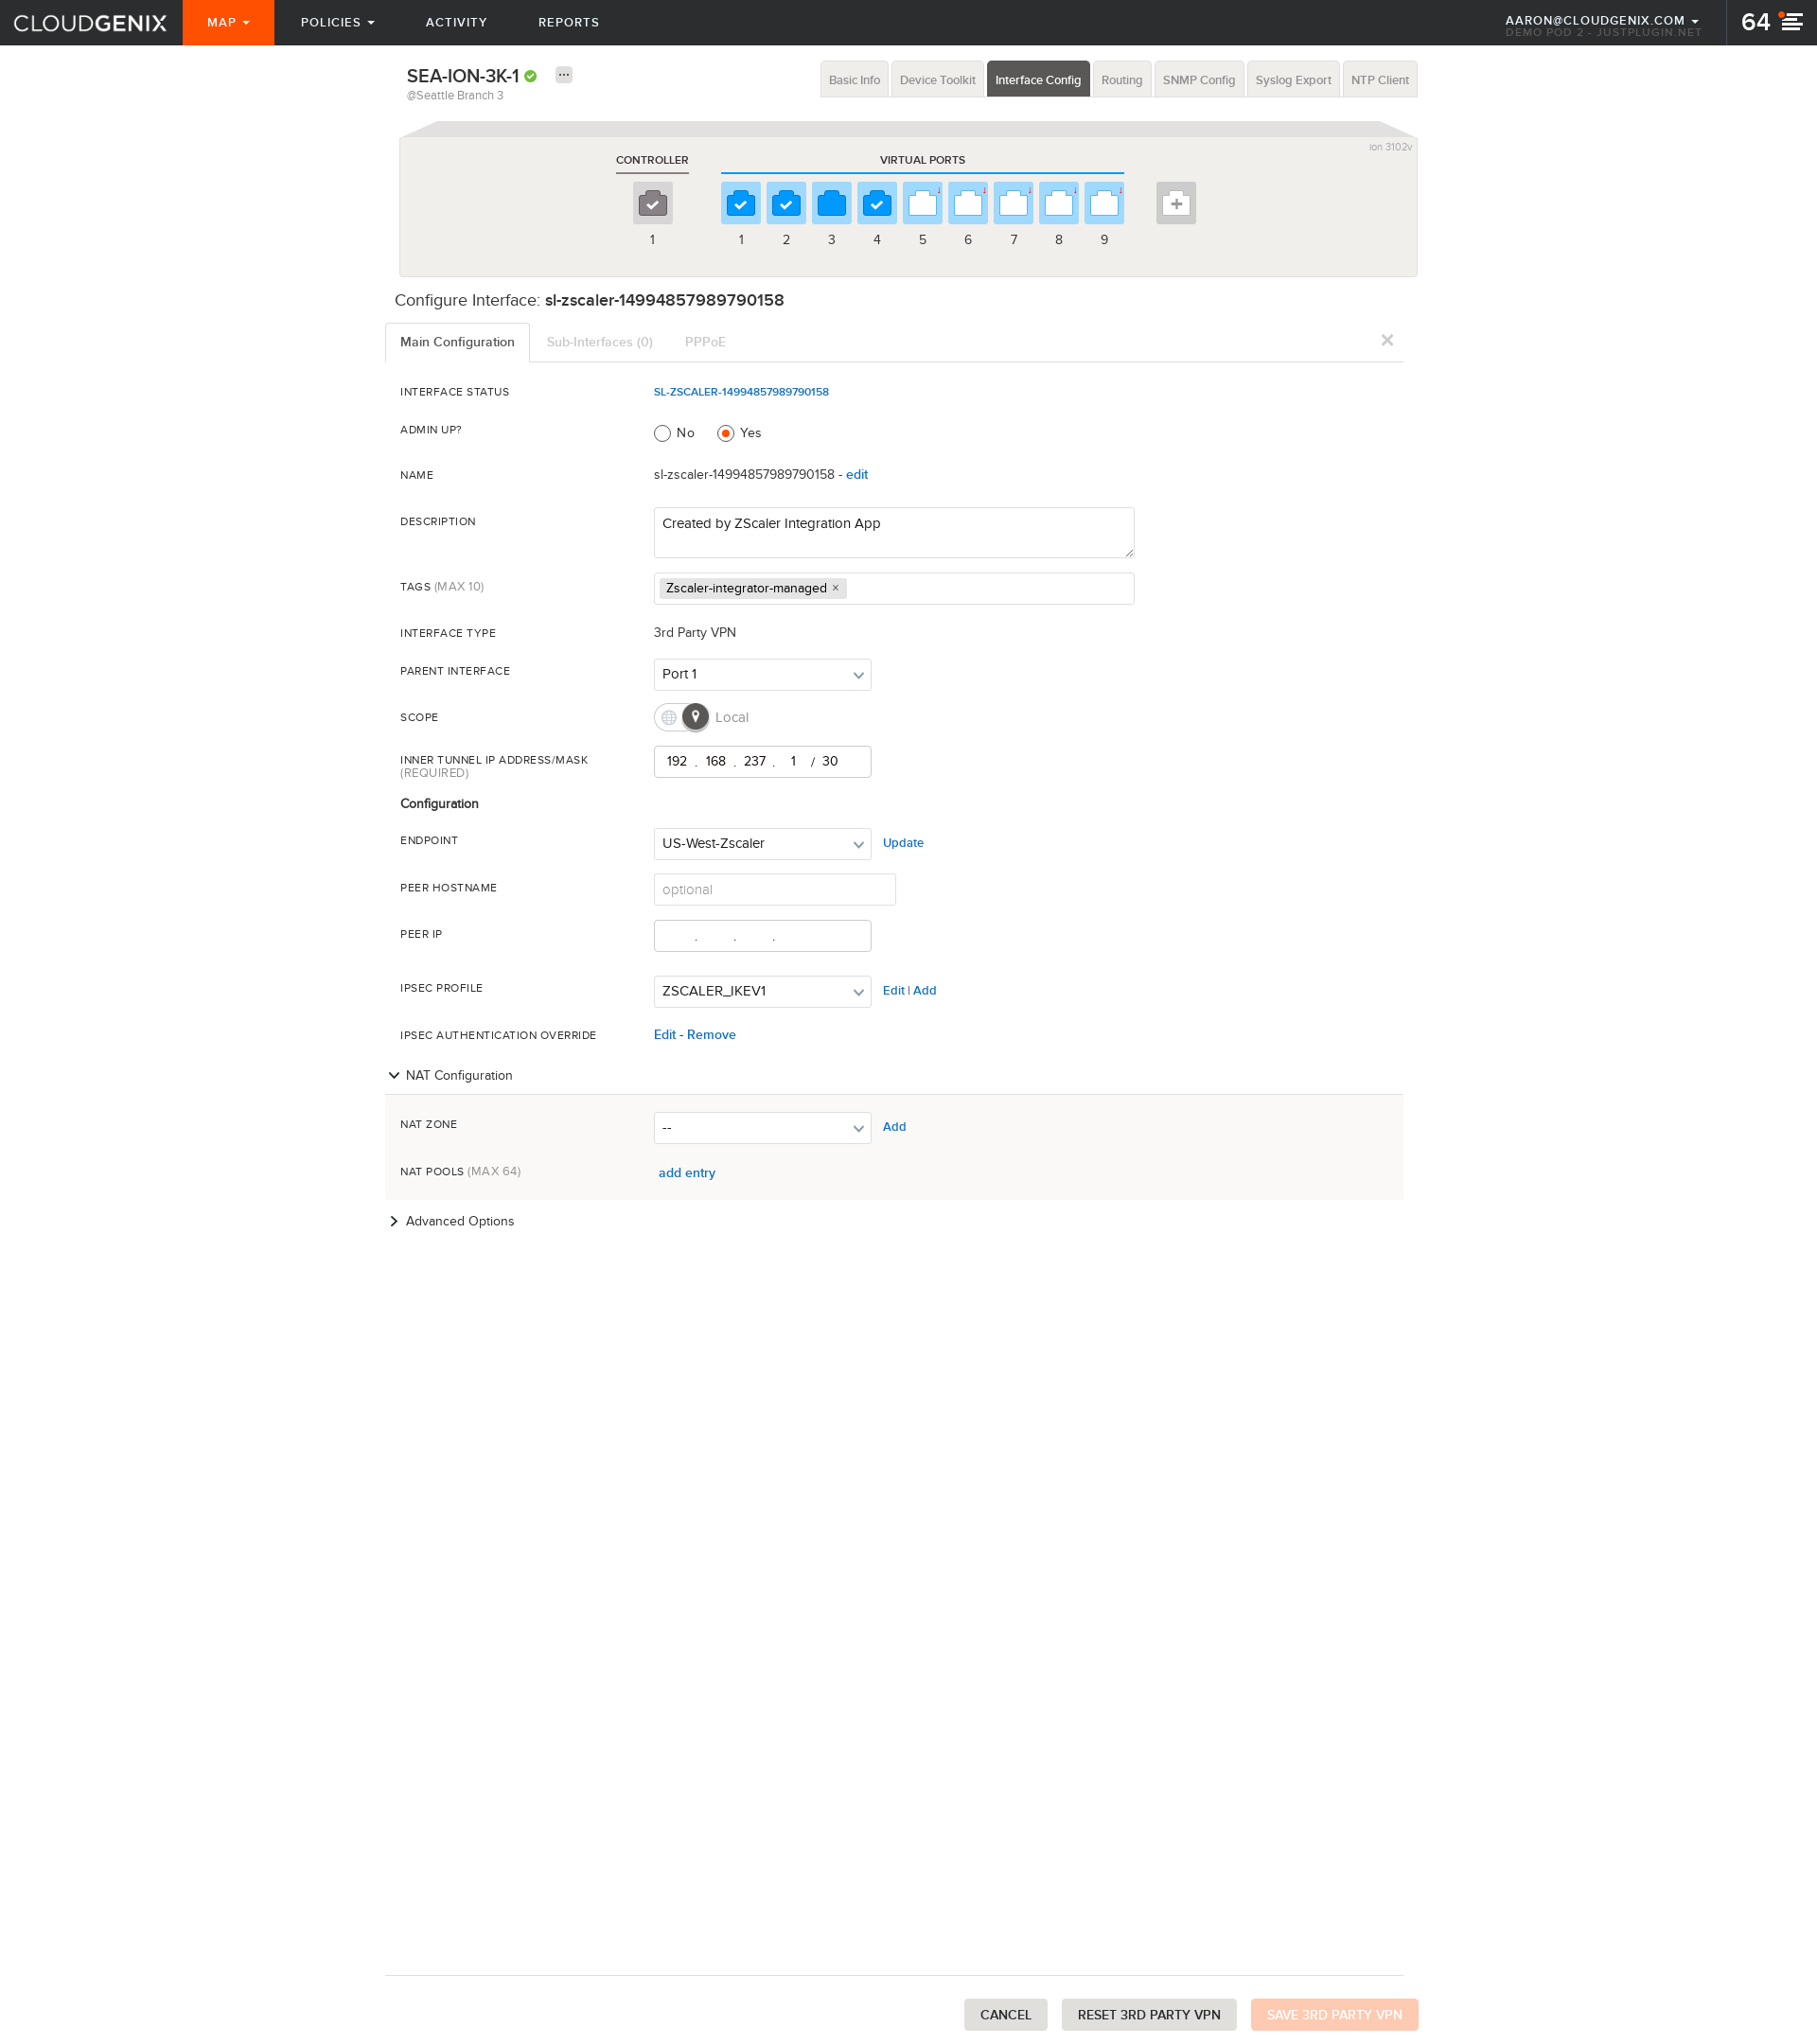 CLOUDGENIX MAP POLICIES ACTIVITY REPORTS AARON@CLOUDGENIX.COM 64
DEMO POD 2 - JUSTPLUGIN.NET
SEA-ION-3K-1 ...
@Seattle Branch 3
Basic Info Device Toolkit Interface Config Routing SNMP Config Syslog Export NTP Client
ion 3102v
CONTROLLER VIRTUAL PORTS
1 1 2 3 4 5 6 7 8 9
Configure Interface: sl-zscaler-14994857989790158
Main Configuration Sub-Interfaces (0) PPPoE ×
INTERFACE STATUS SL-ZSCALER-14994857989790158
ADMIN UP? No Yes
NAME sl-zscaler-14994857989790158 - edit
DESCRIPTION Created by ZScaler Integration App
TAGS (MAX 10) Zscaler-integrator-managed ×
INTERFACE TYPE 3rd Party VPN
PARENT INTERFACE Port 1
SCOPE Local
INNER TUNNEL IP ADDRESS/MASK 192 . 168 . 237 . 1 / 30
(REQUIRED)
Configuration
ENDPOINT US-West-Zscaler Update
PEER HOSTNAME optional
PEER IP . . .
IPSEC PROFILE ZSCALER_IKEV1 Edit | Add
IPSEC AUTHENTICATION OVERRIDE Edit - Remove
NAT Configuration
NAT ZONE -- Add
NAT POOLS (MAX 64) add entry
Advanced Options
CANCEL RESET 3RD PARTY VPN SAVE 3RD PARTY VPN